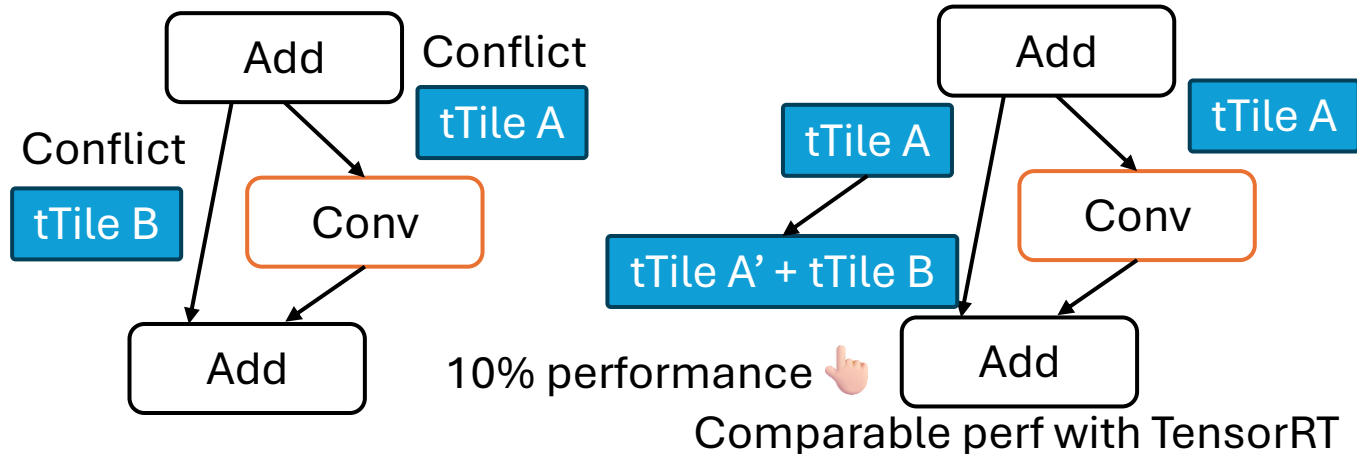 Add
Conflict
tTile A
Conflict
tTile B
Conv
Add
Add
tTile A
tTile A
Conv
tTile A’ + tTile B
Add
10% performance 👆
Comparable perf with TensorRT